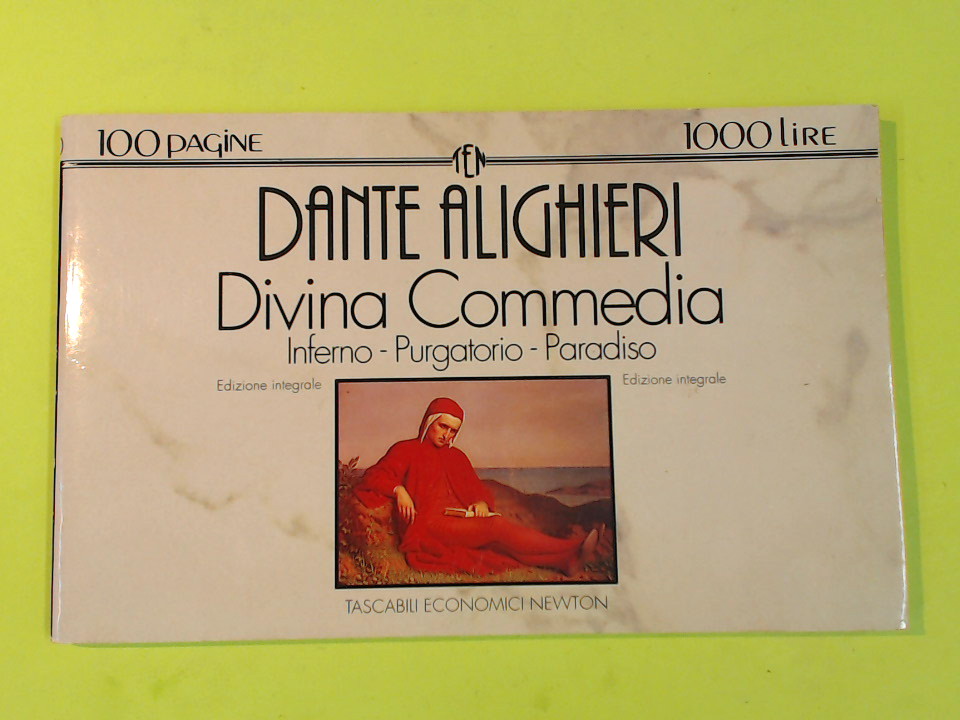 100 PAGINE
1000 LIRE
TEN
DANTE ALIGHIERI
Divina Commedia
Inferno - Purgatorio - Paradiso
Edizione integrale
Edizione integrale
TASCABILI ECONOMICI NEWTON